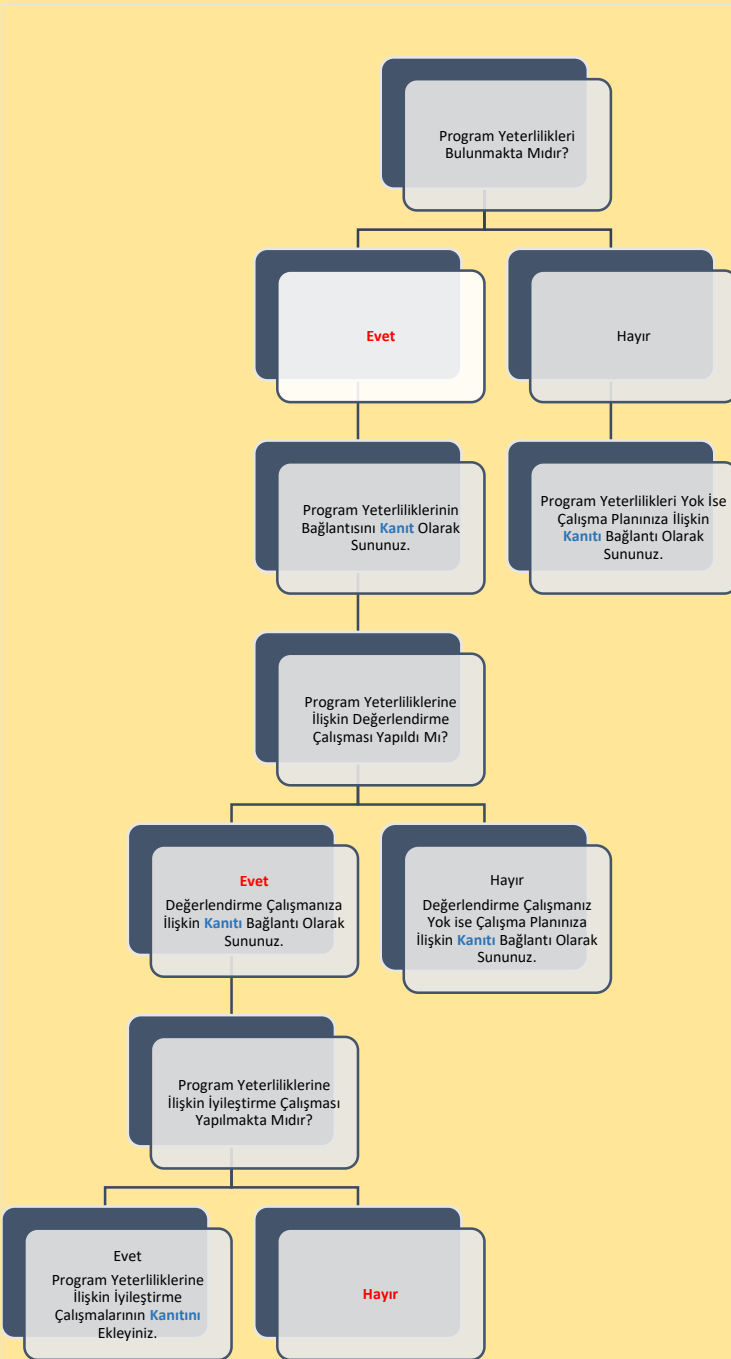 Program Yeterlilikleri
Bulunmakta Mıdır?
Evet
Hayır
Program Yeterliliklerinin
Bağlantısını Kanıt Olarak
Sununuz.
Program Yeterlilikleri Yok İse
Çalışma Planınıza İlişkin
Kanıtı Bağlantı Olarak
Sununuz.
Program Yeterliliklerine
İlişkin Değerlendirme
Çalışması Yapıldı Mı?
Evet
Değerlendirme Çalışmanıza
İlişkin Kanıtı Bağlantı Olarak
Sununuz.
Hayır
Değerlendirme Çalışmanız
Yok ise Çalışma Planınıza
İlişkin Kanıtı Bağlantı Olarak
Sununuz.
Program Yeterliliklerine
İlişkin İyileştirme Çalışması
Yapılmakta Mıdır?
Evet
Program Yeterliliklerine
İlişkin İyileştirme
Çalışmalarının Kanıtını
Ekleyiniz.
Hayır